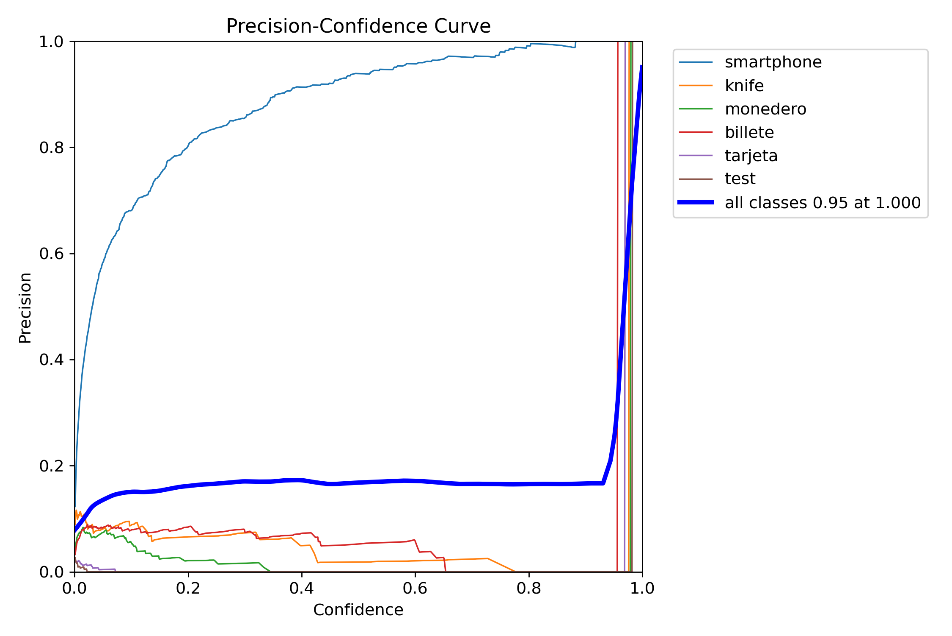 Precision-Confidence Curve
1.0
0.8
0.6
0.4
0.2
0.0
Precision
0.0 0.2 0.4 0.6 0.8 1.0
Confidence
smartphone
knife
monedero
billete
tarjeta
test
all classes 0.95 at 1.000